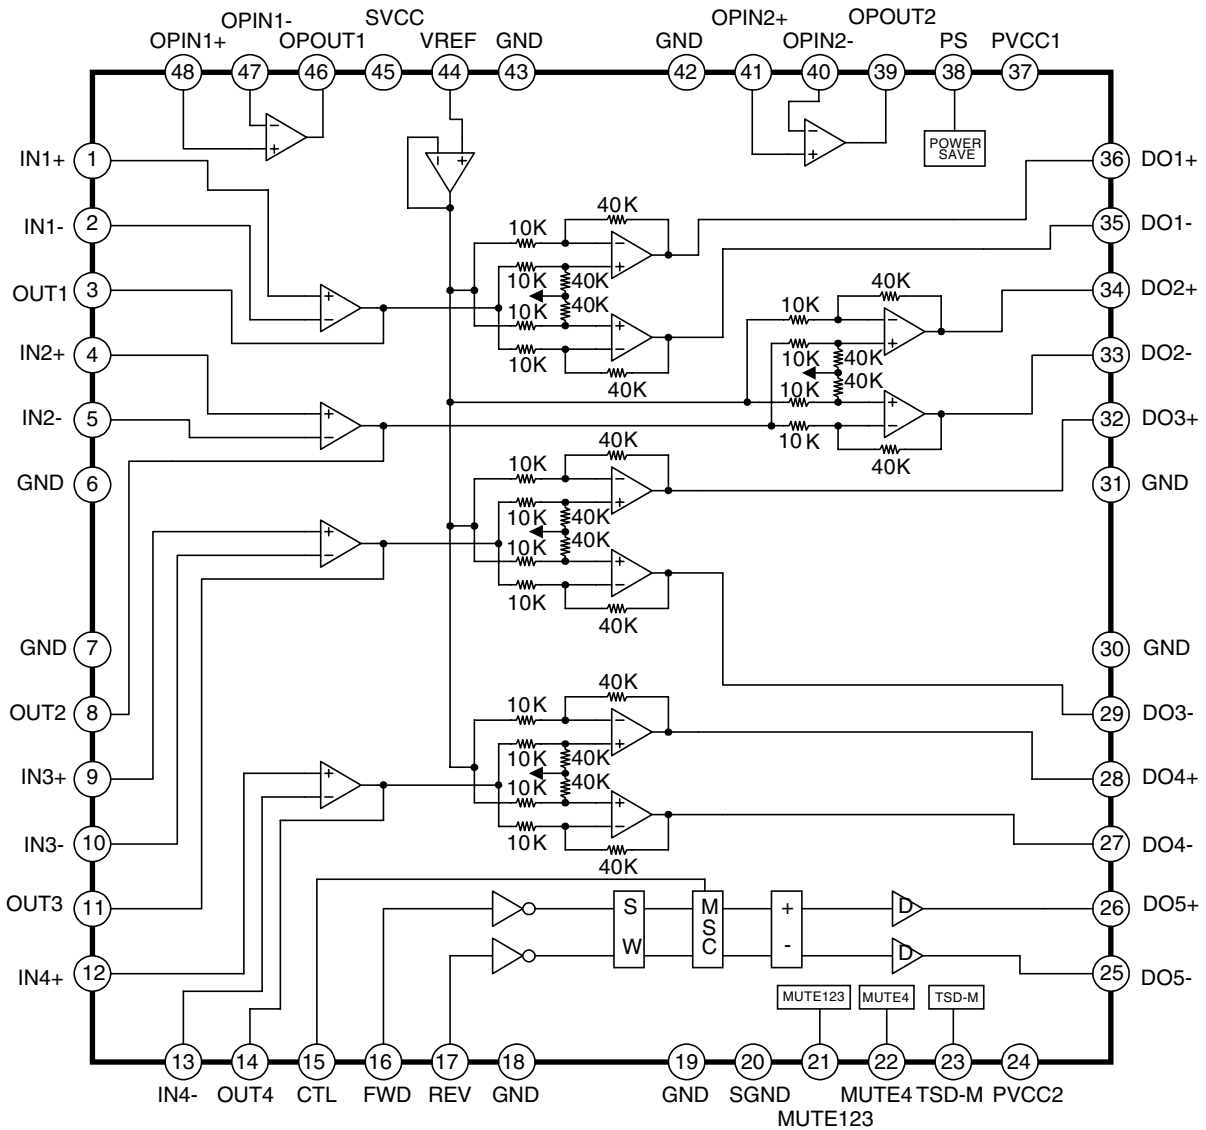 OPIN1- SVCC OPIN2+ OPOUT2
OPIN1+ OPOUT1 VREF GND GND OPIN2- PS PVCC1
48 47 46 45 44 43 42 41 40 39 38 37
− + − +
POWER
SAVE
− +
IN1+ 1 36 DO1+
IN1- 2 35 DO1-
OUT1 3 34 DO2+
IN2+ 4 33 DO2-
IN2- 5 32 DO3+
GND 6 31 GND
GND 7 30 GND
OUT2 8 29 DO3-
IN3+ 9 28 DO4+
IN3- 10 27 DO4-
OUT3 11 26 DO5+
IN4+ 12 25 DO5-
40K
10K − +
10K 40K
10K 40K
+ −
10K
40K
40K
10K − +
10K 40K
10K 40K
+ −
10K
40K
40K
10K − +
10K 40K
10K 40K
+ −
10K
40K
40K
10K − +
10K 40K
10K 40K
+ −
10K
40K
+ −
+ −
+ −
+ −
S M + D
S
W C - D
MUTE123 MUTE4 TSD-M
13 14 15 16 17 18 19 20 21 22 23 24
IN4- OUT4 CTL FWD REV GND GND SGND MUTE4 TSD-M PVCC2
MUTE123